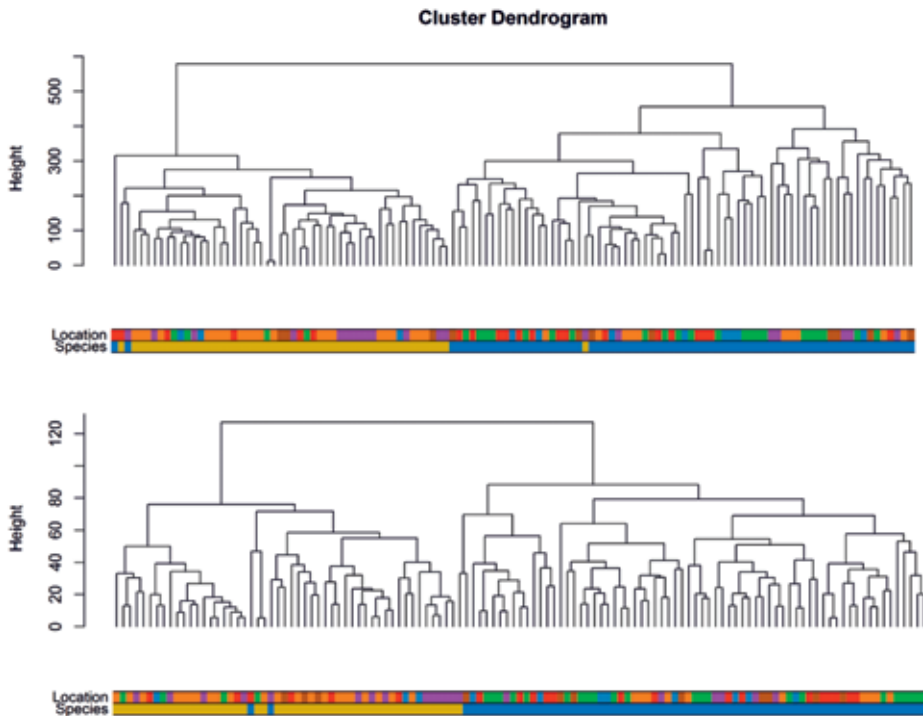 Cluster Dendrogram
Height
500
300
100
0
Location
Species
Height
120
80
60
40
20
0
Location
Species